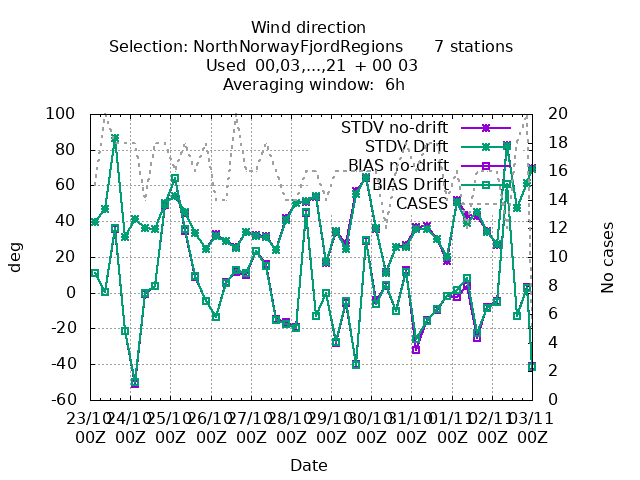 Wind direction
Selection: NorthNorwayFjordRegions 7 stations
Used 00,03,...,21 + 00 03
Averaging window: 6h
100
80
60
40
20
0
-20
-40
-60
20
18
16
14
12
10
8
6
4
2
0
STDV no-drift
STDV Drift
BIAS no-drift
BIAS Drift
CASES
deg
No cases
23/10 24/10 25/10 26/10 27/10 28/10 29/10 30/10 31/10 01/11 02/11 03/11
00Z 00Z 00Z 00Z 00Z 00Z 00Z 00Z 00Z 00Z 00Z 00Z
Date